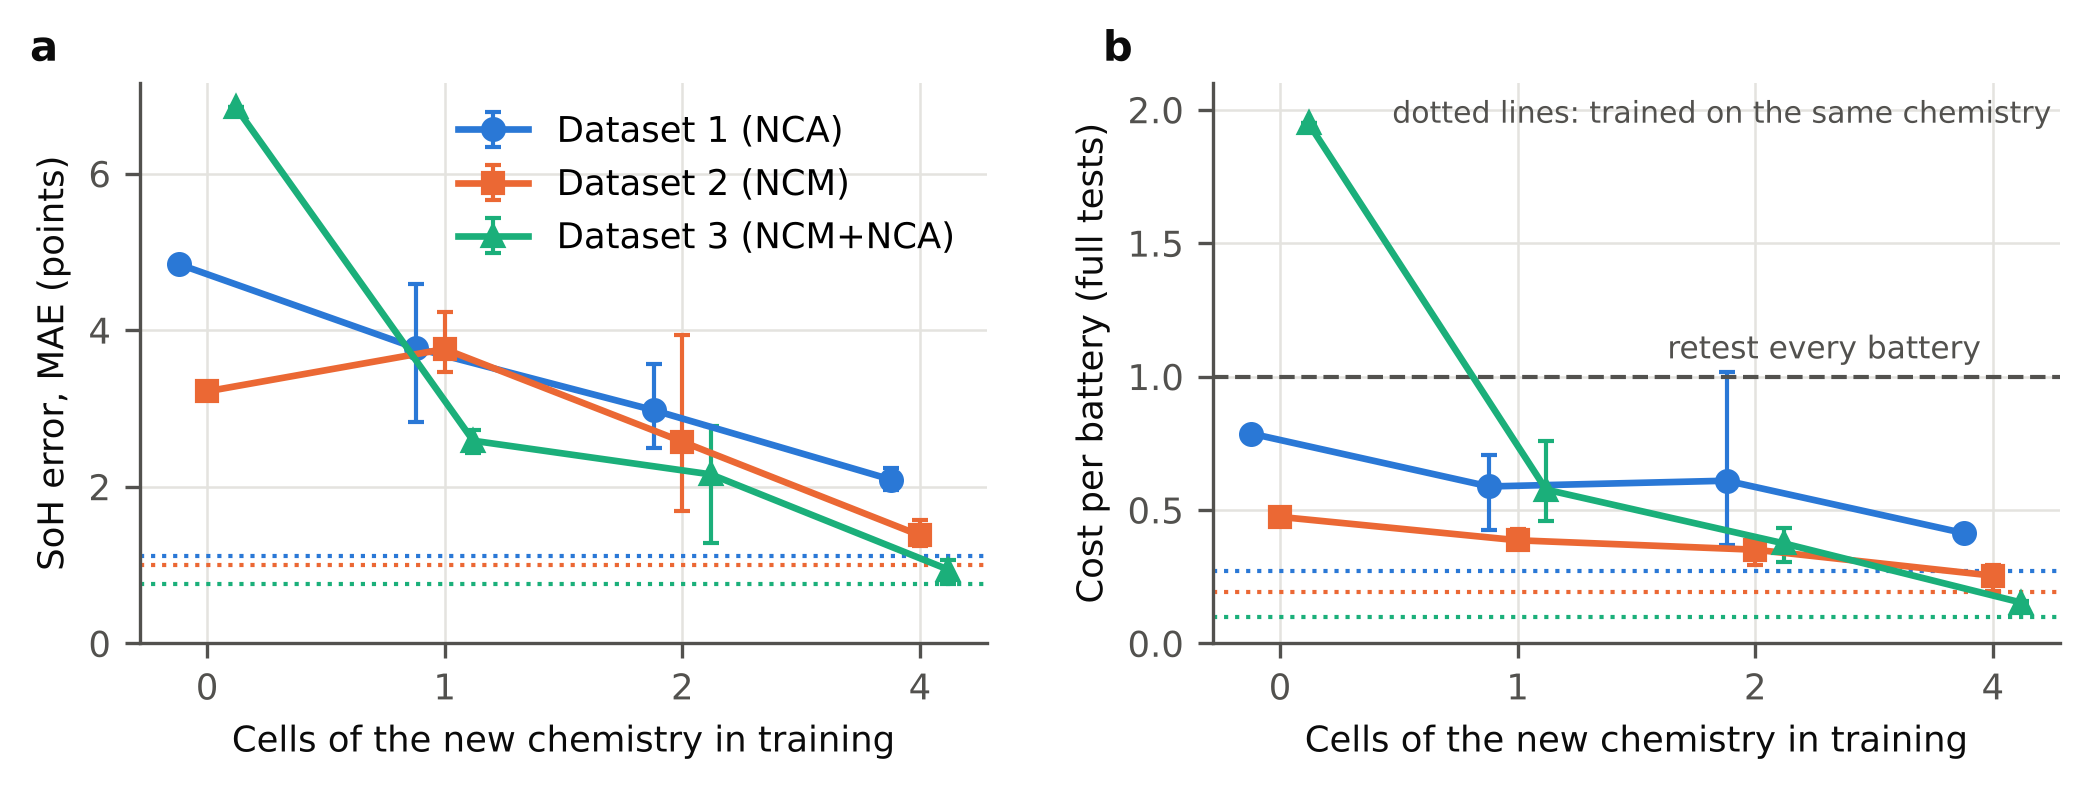 a
SoH error, MAE (points)
6
4
2
0
0 1 2 4
Cells of the new chemistry in training
Dataset 1 (NCA)
Dataset 2 (NCM)
Dataset 3 (NCM+NCA)
b
Cost per battery (full tests)
2.0
1.5
1.0
0.5
0.0
0 1 2 4
Cells of the new chemistry in training
dotted lines: trained on the same chemistry
retest every battery